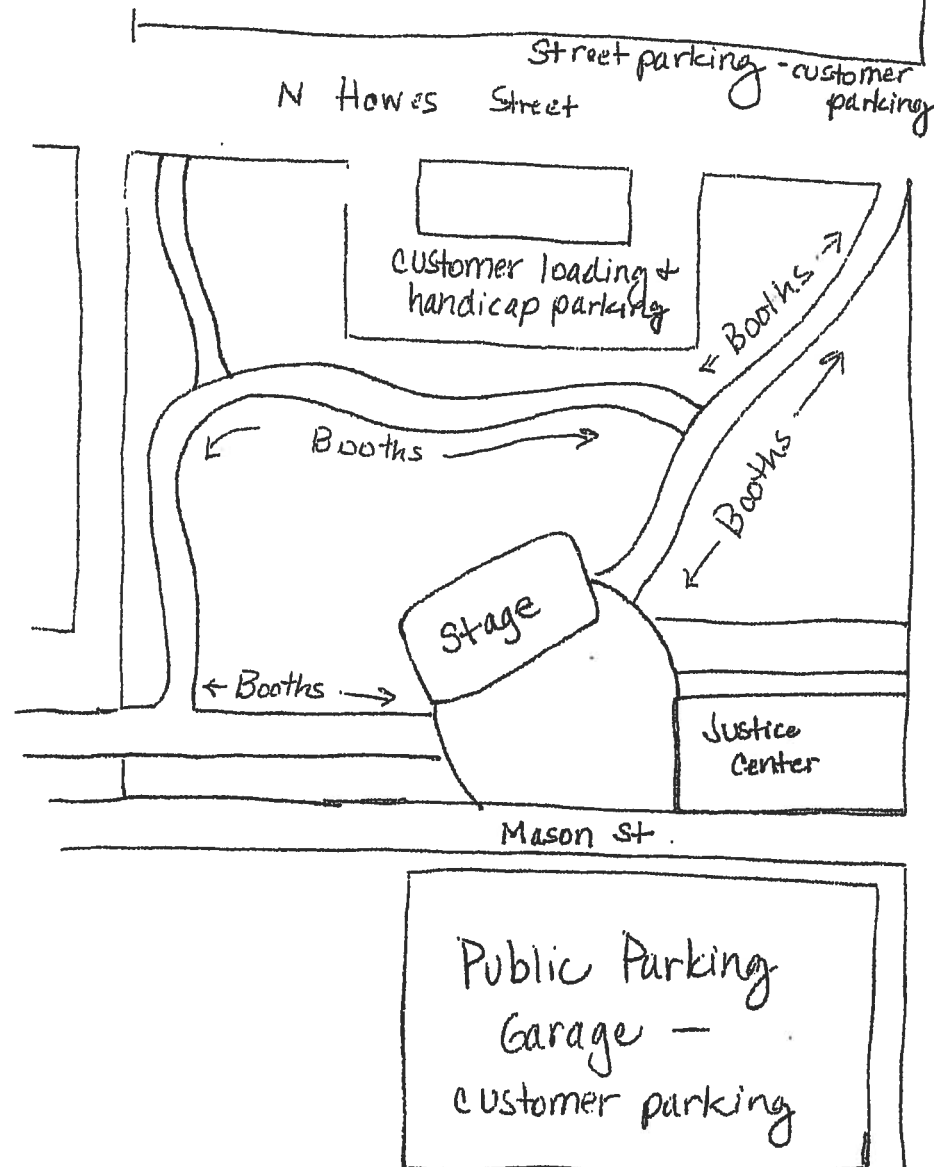 Street parking - customer
parking
N Howes Street
customer loading &
handicap parking
Booths
Booths
Booths
Stage
Booths
Justice
Center
Mason St.
Public Parking
Garage —
customer parking